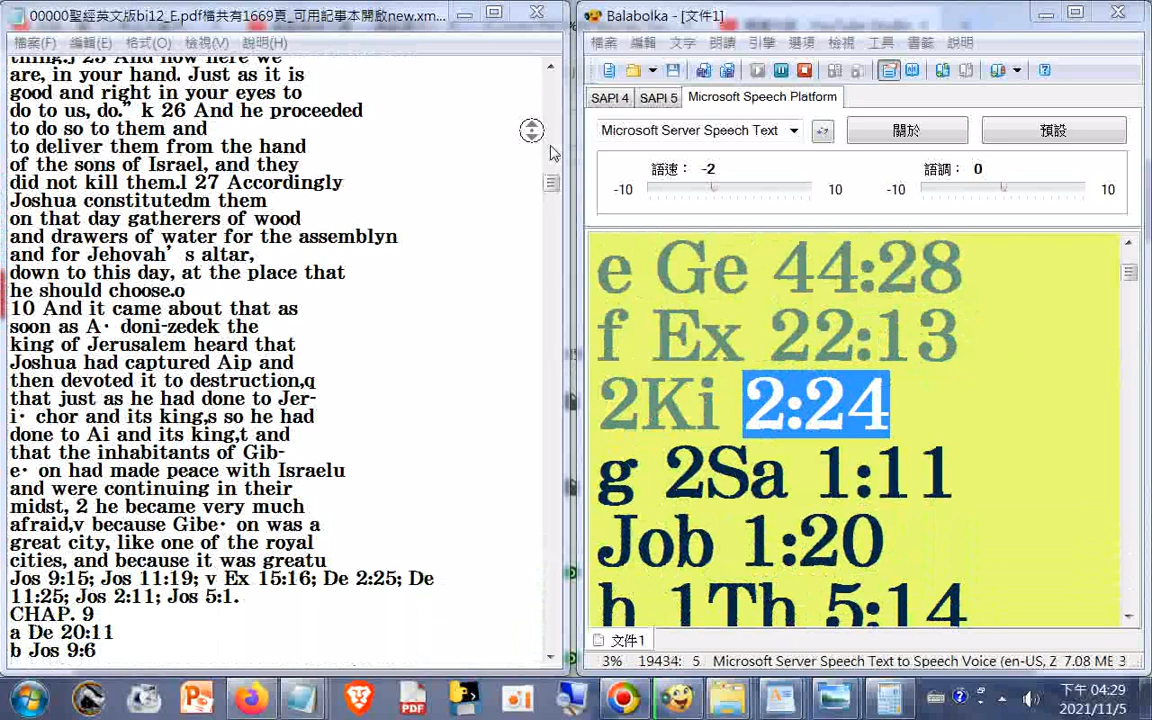 00000聖經英文版bi12_E.pdf檔共有1669頁_可用記事本開啟new.xm...
檔案(F) 編輯(E) 格式(O) 檢視(V) 說明(H)
are, in your hand. Just as it is
good and right in your eyes to
do to us, do.” k 26 And he proceeded
to do so to them and
to deliver them from the hand
of the sons of Israel, and they
did not kill them.l 27 Accordingly
Joshua constitutedm them
on that day gatherers of wood
and drawers of water for the assemblyn
and for Jehovah’s altar,
down to this day, at the place that
he should choose.o
10 And it came about that as
soon as A·doni-zedek the
king of Jerusalem heard that
Joshua had captured Aip and
then devoted it to destruction,q
that just as he had done to Jer-
i·chor and its king,s so he had
done to Ai and its king,t and
that the inhabitants of Gib-
e·on had made peace with Israelu
and were continuing in their
midst, 2 he became very much
afraid,v because Gibe·on was a
great city, like one of the royal
cities, and because it was greatu
Jos 9:15; Jos 11:19; v Ex 15:16; De 2:25; De
11:25; Jos 2:11; Jos 5:1.
CHAP. 9
a De 20:11
b Jos 9:6
Balabolka - [文件1]
檔案 編輯 文字 朗讀 引擎 選項 檢視 工具 書籤 說明
SAPI 4 SAPI 5 Microsoft Speech Platform
Microsoft Server Speech Text 關於 預設
語速： -2 語調： 0
-10 10 -10 10
e Ge 44:28
f Ex 22:13
2Ki 2:24
g 2Sa 1:11
Job 1:20
h 1Th 5:14
文件1
3% 19434: 5 Microsoft Server Speech Text to Speech Voice (en-US, Z 7.08 MB 3
下午 04:29
2021/11/5